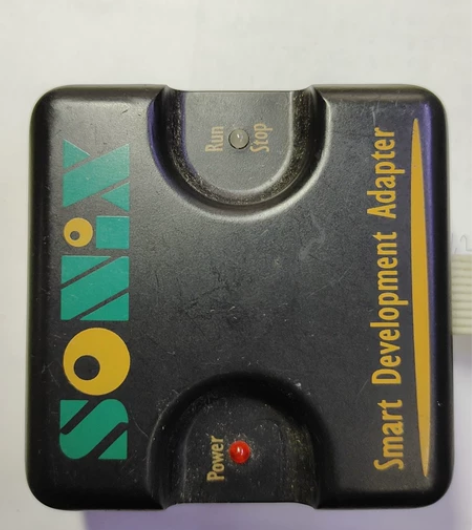 SONiX
Run
Stop
Power
Smart Development Adapter